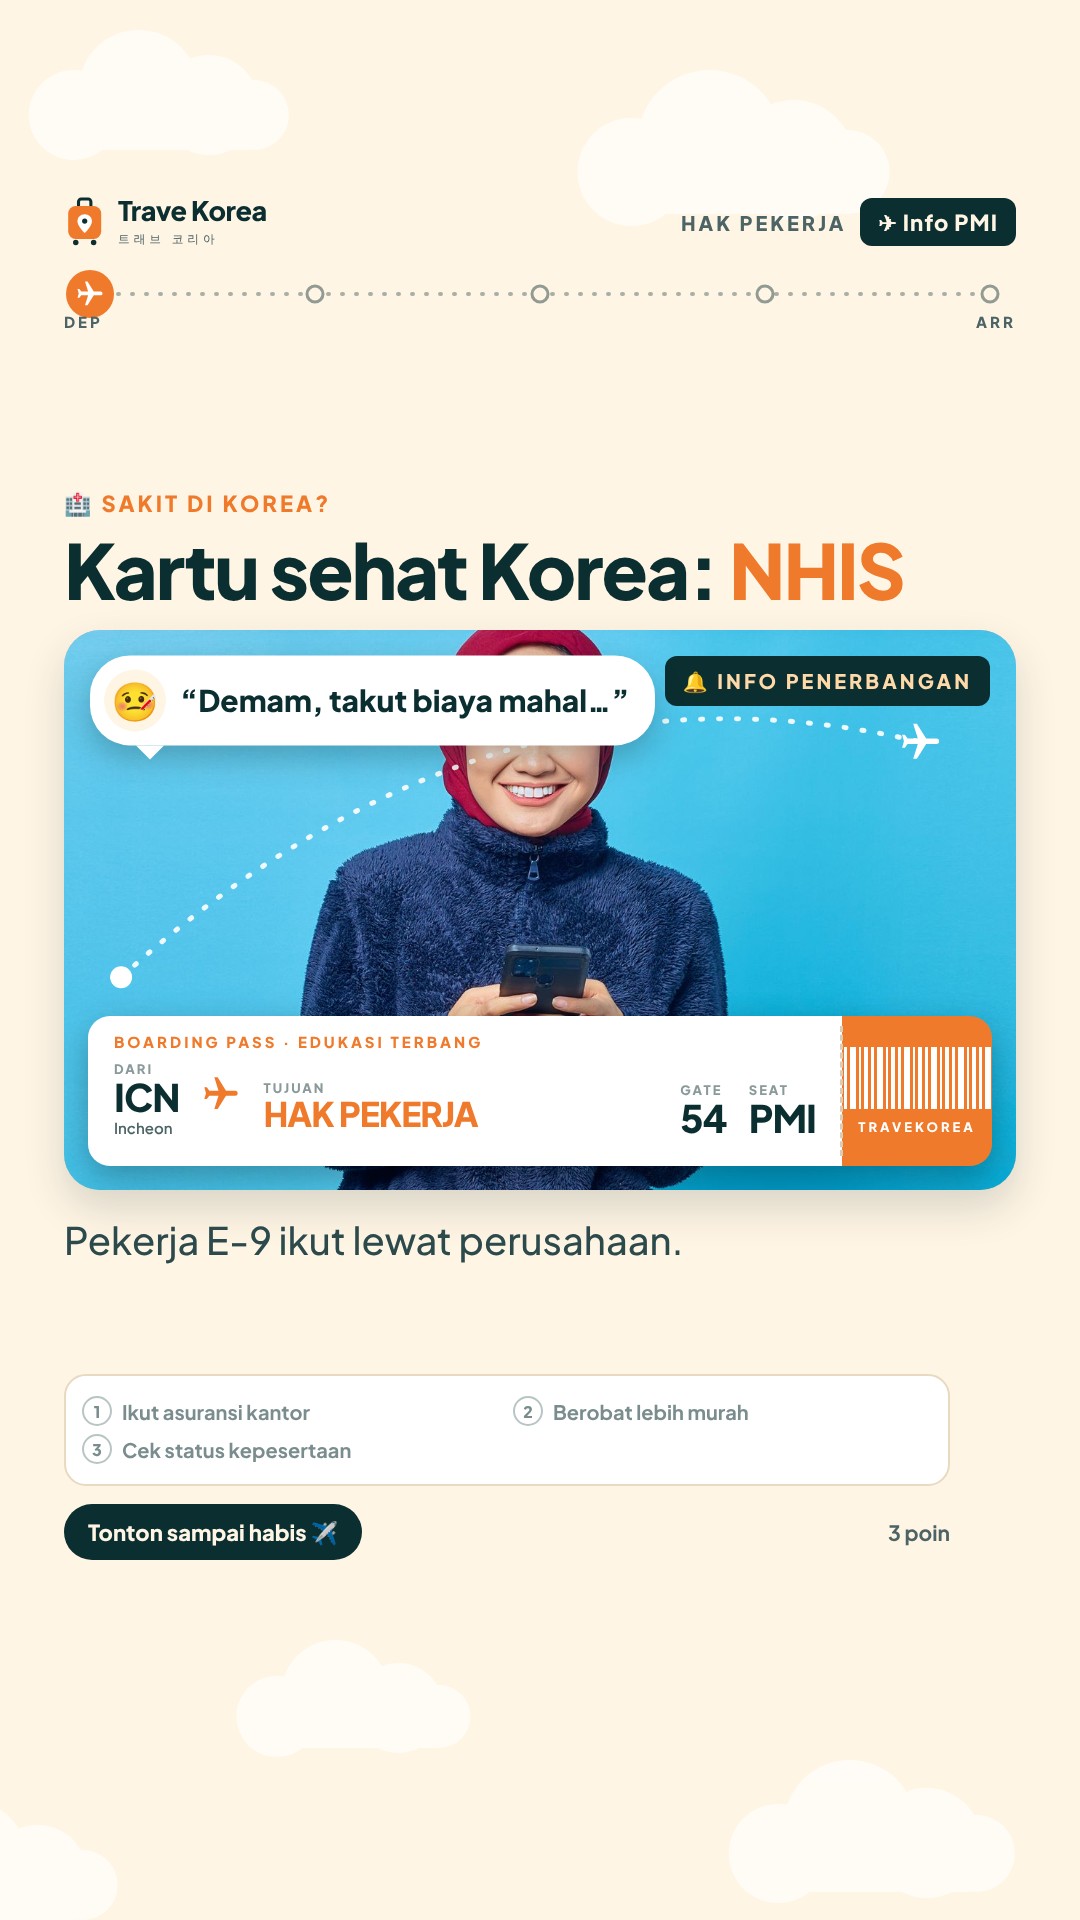 Trave Korea
트래브 코리아
HAK PEKERJA
✈ Info PMI
DEP
ARR
🏥 SAKIT DI KOREA?
Kartu sehat Korea: NHIS
🤒 “Demam, takut biaya mahal…”
🔔 INFO PENERBANGAN
BOARDING PASS · EDUKASI TERBANG
DARI
ICN
Incheon
TUJUAN
HAK PEKERJA
GATE
54
SEAT
PMI
TRAVEKOREA
Pekerja E-9 ikut lewat perusahaan.
1 Ikut asuransi kantor
2 Berobat lebih murah
3 Cek status kepesertaan
Tonton sampai habis ✈️
3 poin